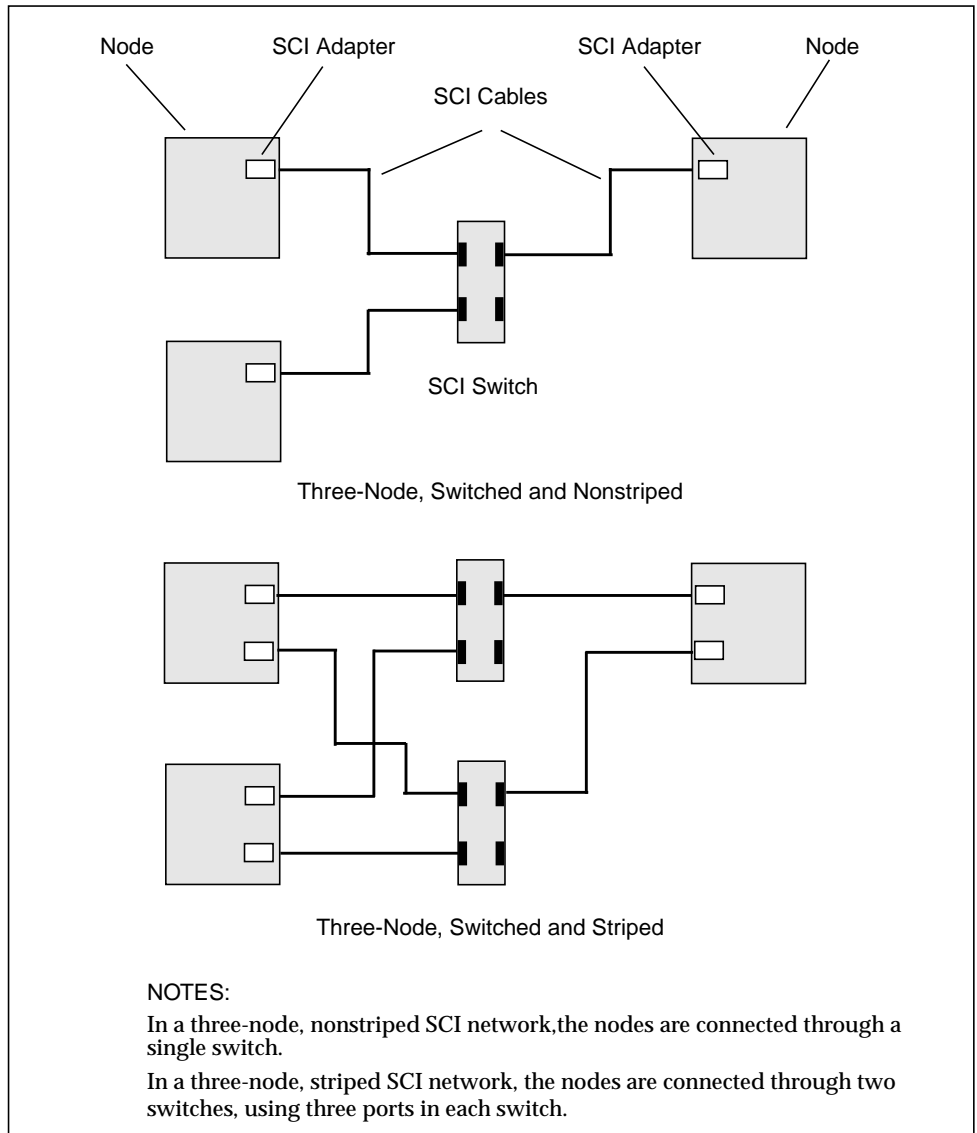 Node
SCI Adapter
SCI Adapter
Node
SCI Cables
SCI Switch
Three-Node, Switched and Nonstriped
Three-Node, Switched and Striped
NOTES:
In a three-node, nonstriped SCI network,the nodes are connected through a
single switch.
In a three-node, striped SCI network, the nodes are connected through two
switches, using three ports in each switch.